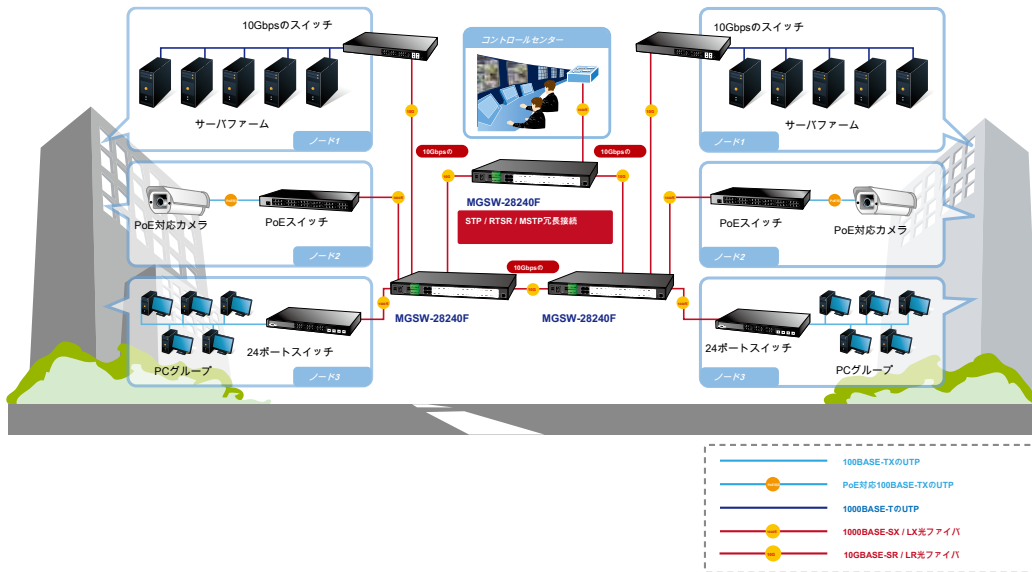 10Gbpsのスイッチ
サーバファーム
ノード1
PoE対応カメラ
PoEスイッチ
ノード2
24ポートスイッチ
PCグループ
ノード3
コントロールセンター
10Gbpsの
10Gbpsの
MGSW-28240F
STP / RTSR / MSTP冗長接続
10Gbpsの
MGSW-28240F
MGSW-28240F
10Gbpsのスイッチ
サーバファーム
ノード1
PoEスイッチ
PoE対応カメラ
ノード2
24ポートスイッチ
PCグループ
ノード3
100BASE-TXのUTP
PoE対応100BASE-TXのUTP
1000BASE-TのUTP
1000BASE-SX / LX光ファイバ
10GBASE-SR / LR光ファイバ